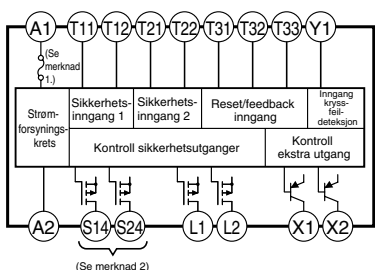 A1 T11 T12 T21 T22 T31 T32 T33 Y1
(Se
merknad
1.)
Strøm-
forsynings-
krets
Sikkerhets-
inngang 1
Sikkerhets-
inngang 2
Reset/feedback
inngang
Inngang
kryss-
feil-
deteksjon
Kontroll sikkerhetsutganger
Kontroll
ekstra utgang
A2 S14 S24 L1 L2 X1 X2
(Se merknad 2)